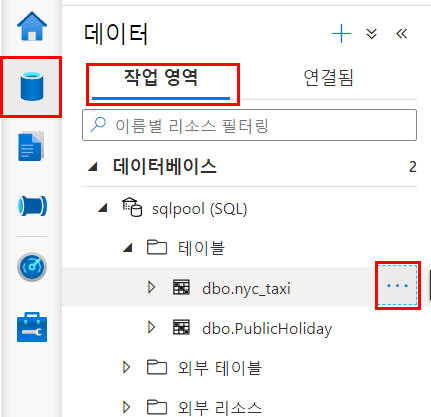 데이터
작업 영역 연결됨
이름별 리소스 필터링
데이터베이스 2
sqlpool (SQL)
테이블
dbo.nyc_taxi ...
dbo.PublicHoliday
외부 테이블
외부 리소스